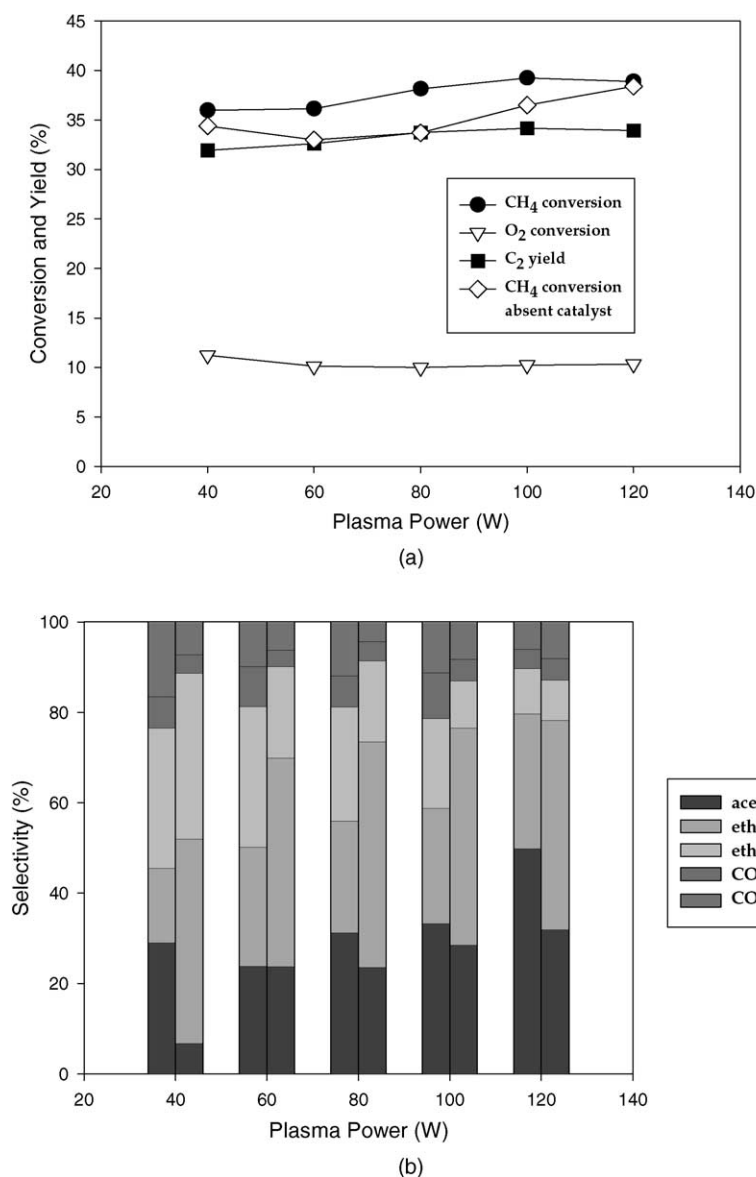 45
40
35
30
25
20
15
10
5
0
Conversion and Yield (%)
CH4 conversion
O2 conversion
C2 yield
CH4 conversion
absent catalyst
20 40 60 80 100 120 140
Plasma Power (W)
(a)
100
80
60
40
20
0
Selectivity (%)
ace
eth
eth
CO
CO
20 40 60 80 100 120 140
Plasma Power (W)
(b)